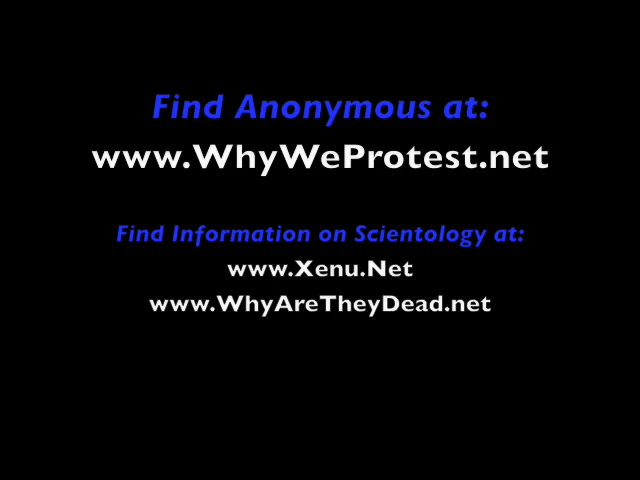 Find Anonymous at:
www.WhyWeProtest.net
Find Information on Scientology at:
www.Xenu.Net
www.WhyAreTheyDead.net